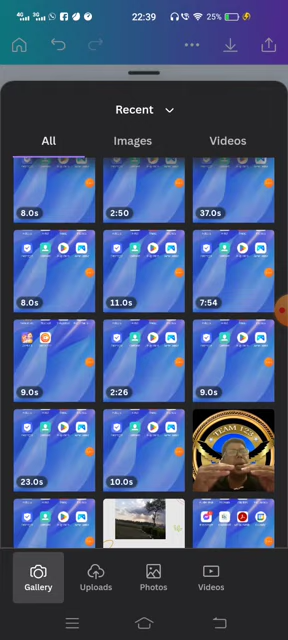 22:39
25%
Recent
All Images Videos
8.0s 2:50 37.0s
8.0s 11.0s 7:54
9.0s 2:26 9.0s
TEAM
23.0s 10.0s
Gallery Uploads Photos Videos